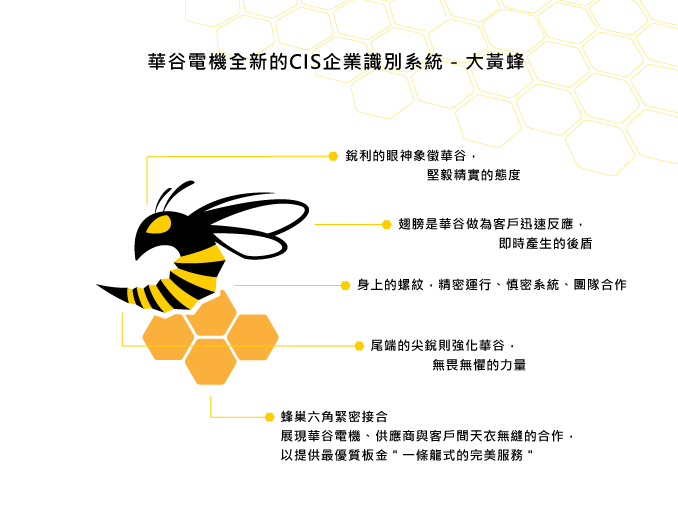 華谷電機全新的CIS企業識別系統 - 大黃蜂
銳利的眼神象徵華谷，
堅毅精實的態度
翅膀是華谷做為客戶迅速反應，
即時產生的後盾
身上的螺紋，精密運行、慎密系統、團隊合作
尾端的尖銳則強化華谷，
無畏無懼的力量
蜂巢六角緊密接合
展現華谷電機、供應商與客戶間天衣無縫的合作，
以提供最優質板金＂一條龍式的完美服務＂